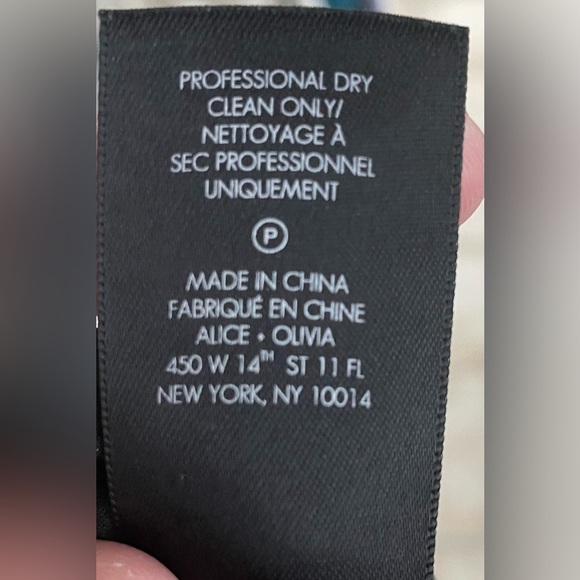 PROFESSIONAL DRY
CLEAN ONLY/
NETTOYAGE À
SEC PROFESSIONNEL
UNIQUEMENT
P
MADE IN CHINA
FABRIQUÉ EN CHINE
ALICE • OLIVIA
450 W 14TH ST 11 FL
NEW YORK, NY 10014